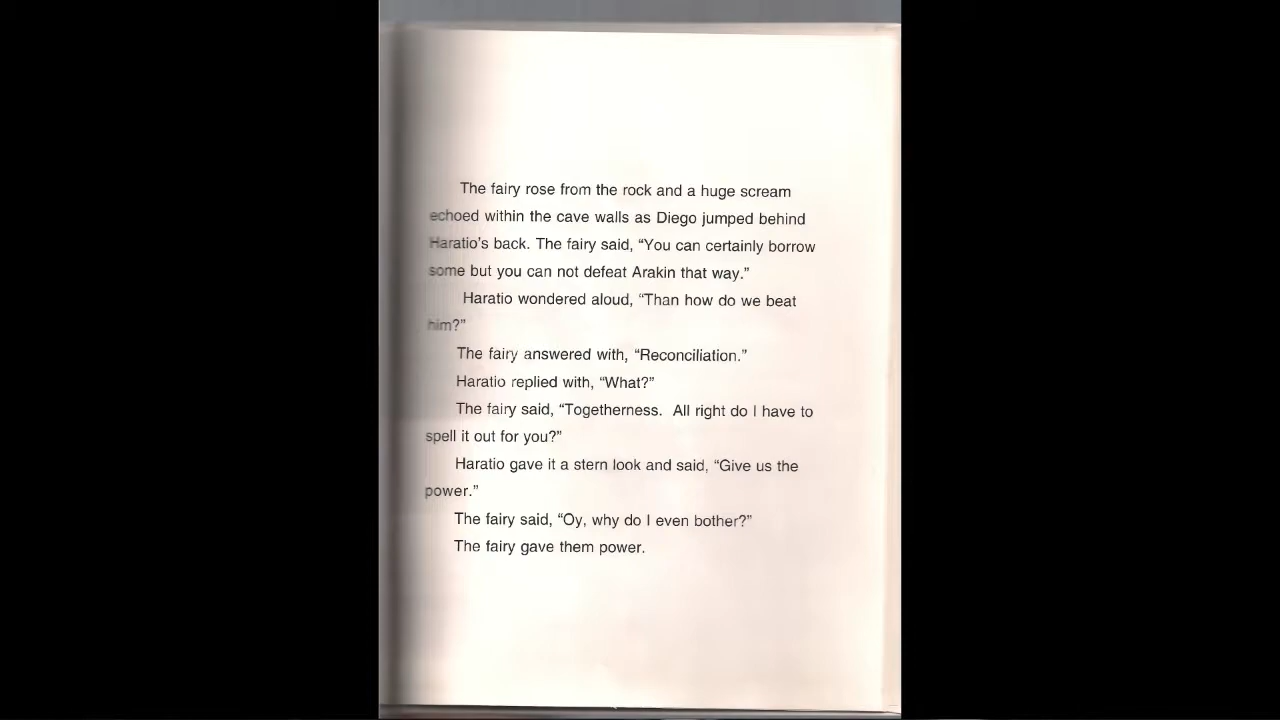 The fairy rose from the rock and a huge scream
echoed within the cave walls as Diego jumped behind
Haratio's back. The fairy said, “You can certainly borrow
some but you can not defeat Arakin that way.”
Haratio wondered aloud, “Than how do we beat
him?”
The fairy answered with, “Reconciliation.”
Haratio replied with, “What?”
The fairy said, “Togetherness.  All right do I have to
spell it out for you?”
Haratio gave it a stern look and said, “Give us the
power.”
The fairy said, “Oy, why do I even bother?”
The fairy gave them power.